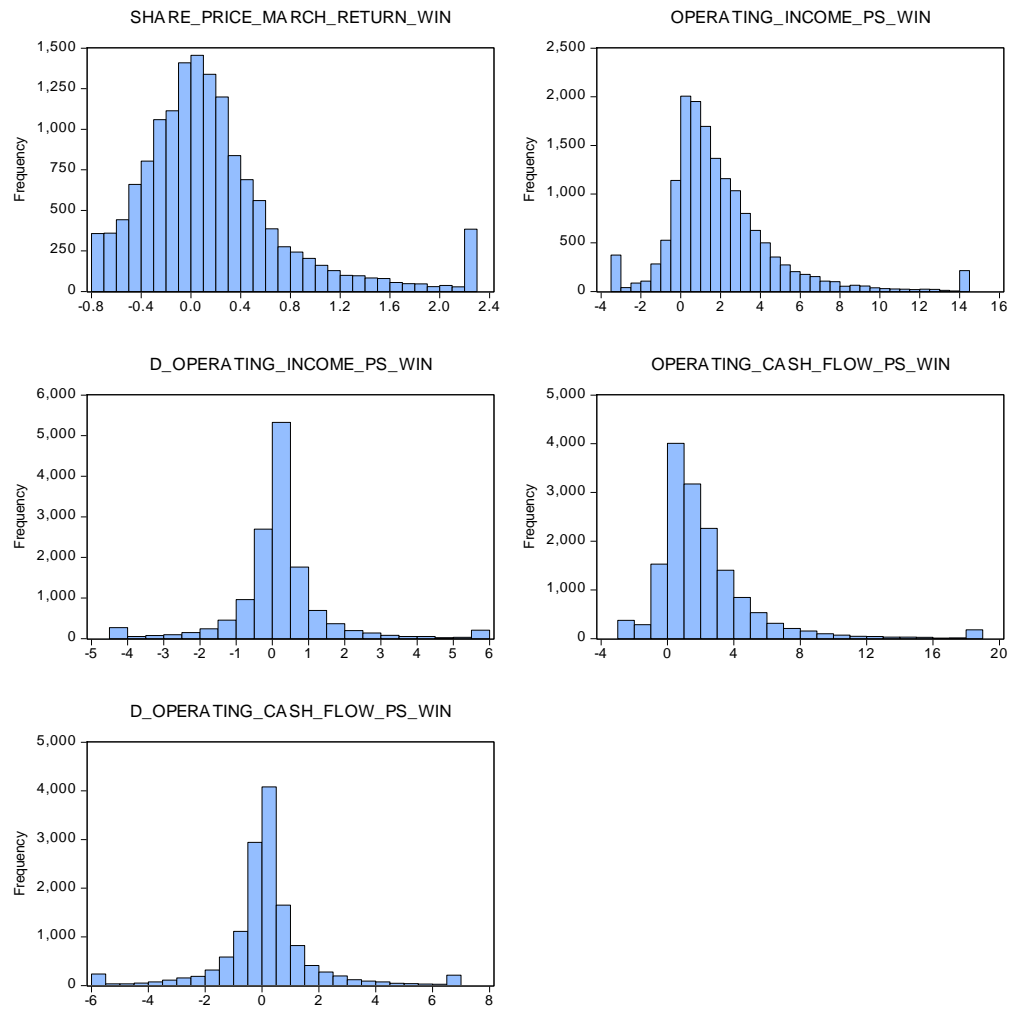 SHARE_PRICE_MARCH_RETURN_WIN
1,500
1,250
1,000
750
500
250
0
Frequency
-0.8 -0.4 0.0 0.4 0.8 1.2 1.6 2.0 2.4
OPERATING_INCOME_PS_WIN
2,500
2,000
1,500
1,000
500
0
Frequency
-4 -2 0 2 4 6 8 10 12 14 16
D_OPERATING_INCOME_PS_WIN
6,000
5,000
4,000
3,000
2,000
1,000
0
Frequency
-5 -4 -3 -2 -1 0 1 2 3 4 5 6
OPERATING_CASH_FLOW_PS_WIN
5,000
4,000
3,000
2,000
1,000
0
Frequency
-4 0 4 8 12 16 20
D_OPERATING_CASH_FLOW_PS_WIN
5,000
4,000
3,000
2,000
1,000
0
Frequency
-6 -4 -2 0 2 4 6 8